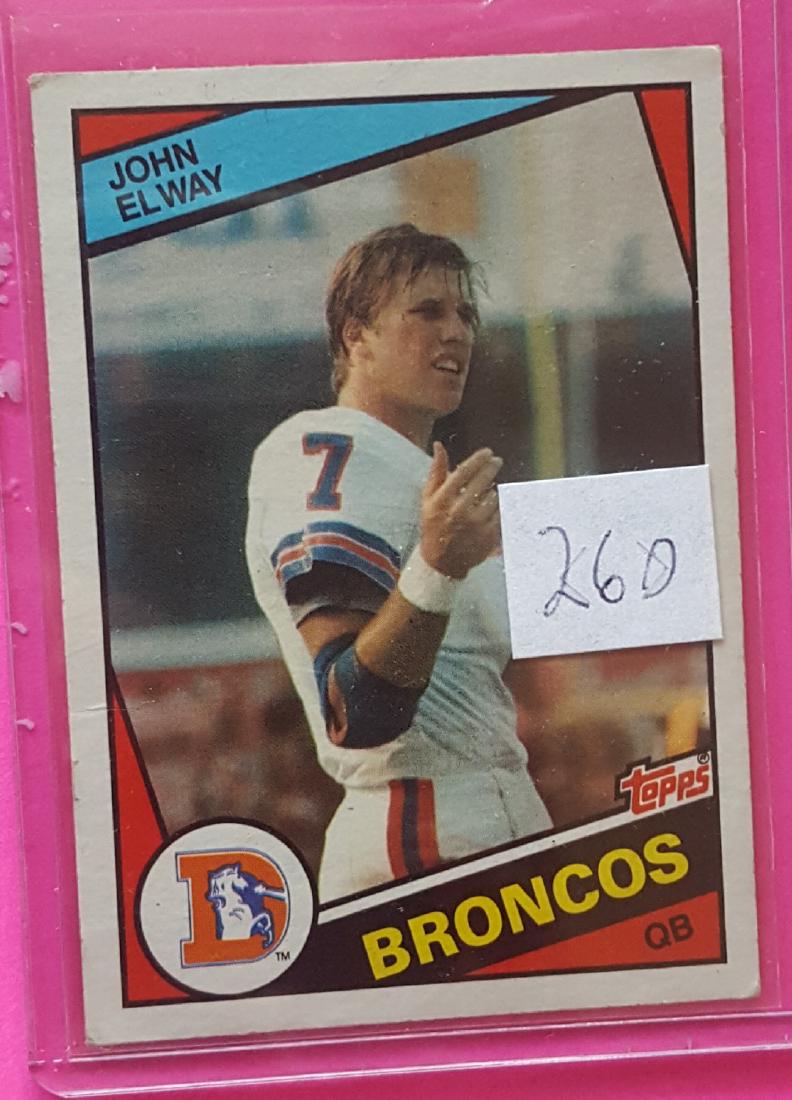 JOHN
ELWAY
7
260
TOPPS®
D
TM
BRONCOS
QB